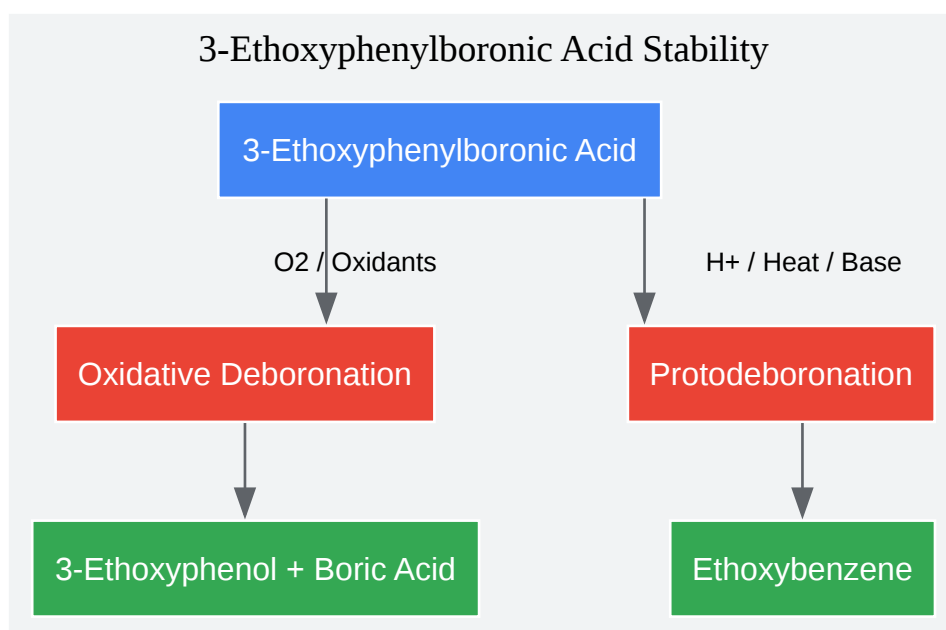 3-Ethoxyphenylboronic Acid Stability
3-Ethoxyphenylboronic Acid
O2 / Oxidants
H+ / Heat / Base
Oxidative Deboronation
Protodeboronation
3-Ethoxyphenol + Boric Acid
Ethoxybenzene